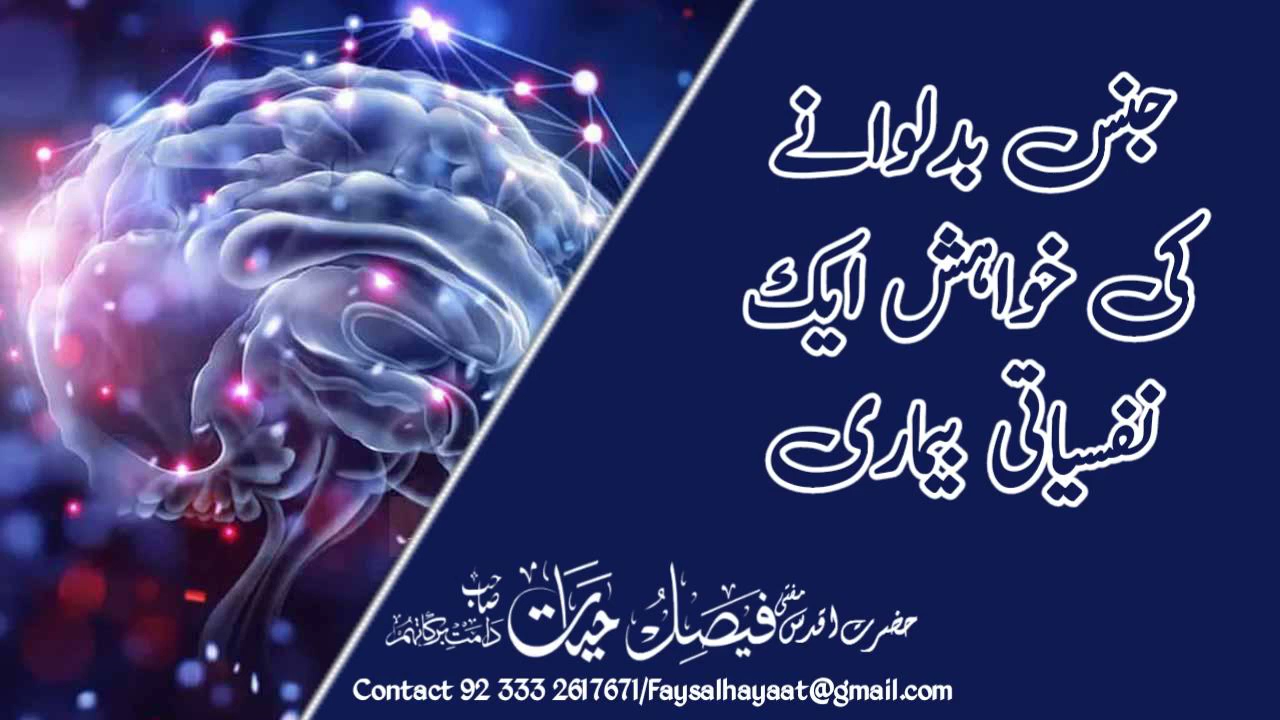 جنس بدلوانے
کی خواہش ایک
نفسیاتی بیماری
حضرت اقدس مفتی فیصل حیات صاحب دامت برکاتہم
Contact 92 333 2617671/Faysalhayaat@gmail.com